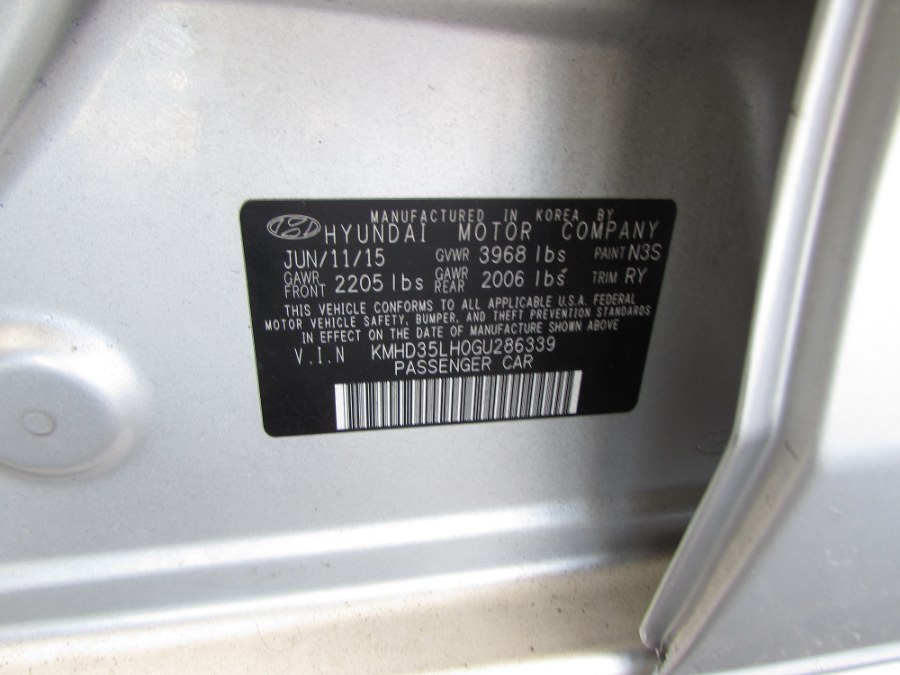 MANUFACTURED IN KOREA BY
HYUNDAI MOTOR COMPANY
JUN/11/15 GVWR 3968 lbs PAINT N3S
GAWR FRONT 2205 lbs GAWR REAR 2006 lbs TRIM RY
THIS VEHICLE CONFORMS TO ALL APPLICABLE U.S.A. FEDERAL
MOTOR VEHICLE SAFETY, BUMPER, AND THEFT PREVENTION STANDARDS
IN EFFECT ON THE DATE OF MANUFACTURE SHOWN ABOVE
V.I.N KMHD35LH0GU286339
PASSENGER CAR